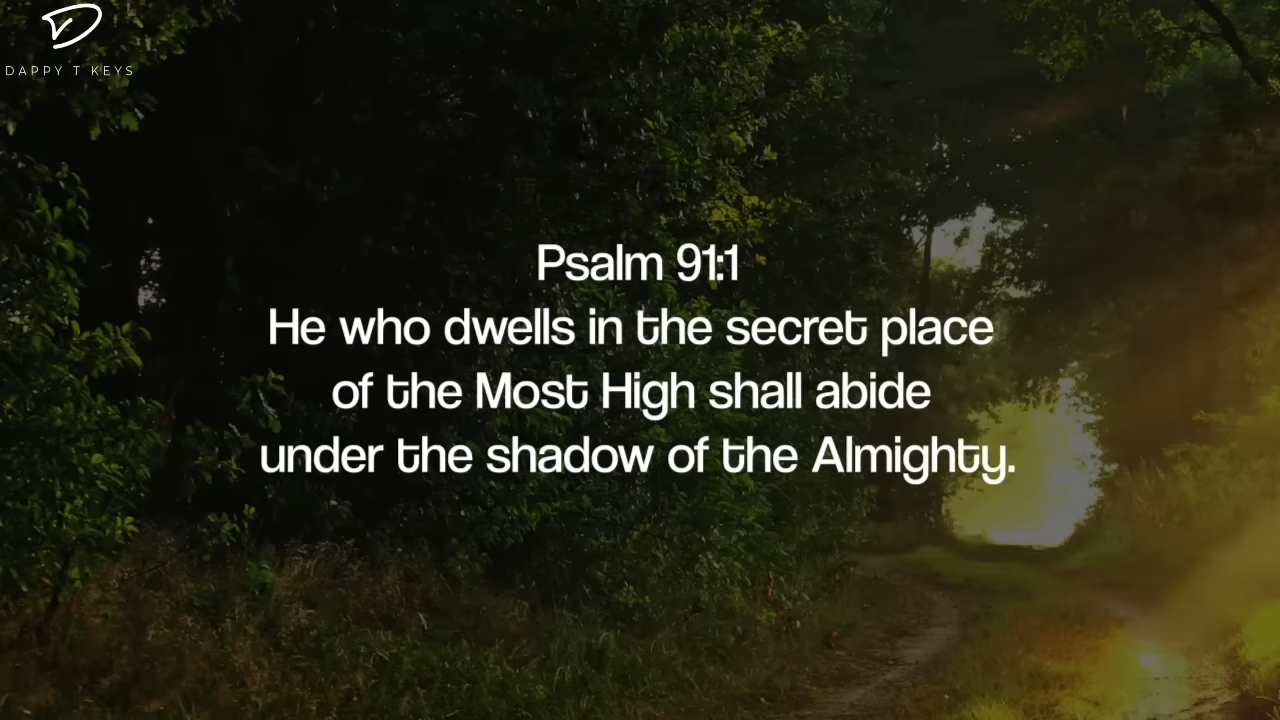 DAPPY T KEYS
Psalm 91:1
He who dwells in the secret place
of the Most High shall abide
under the shadow of the Almighty.